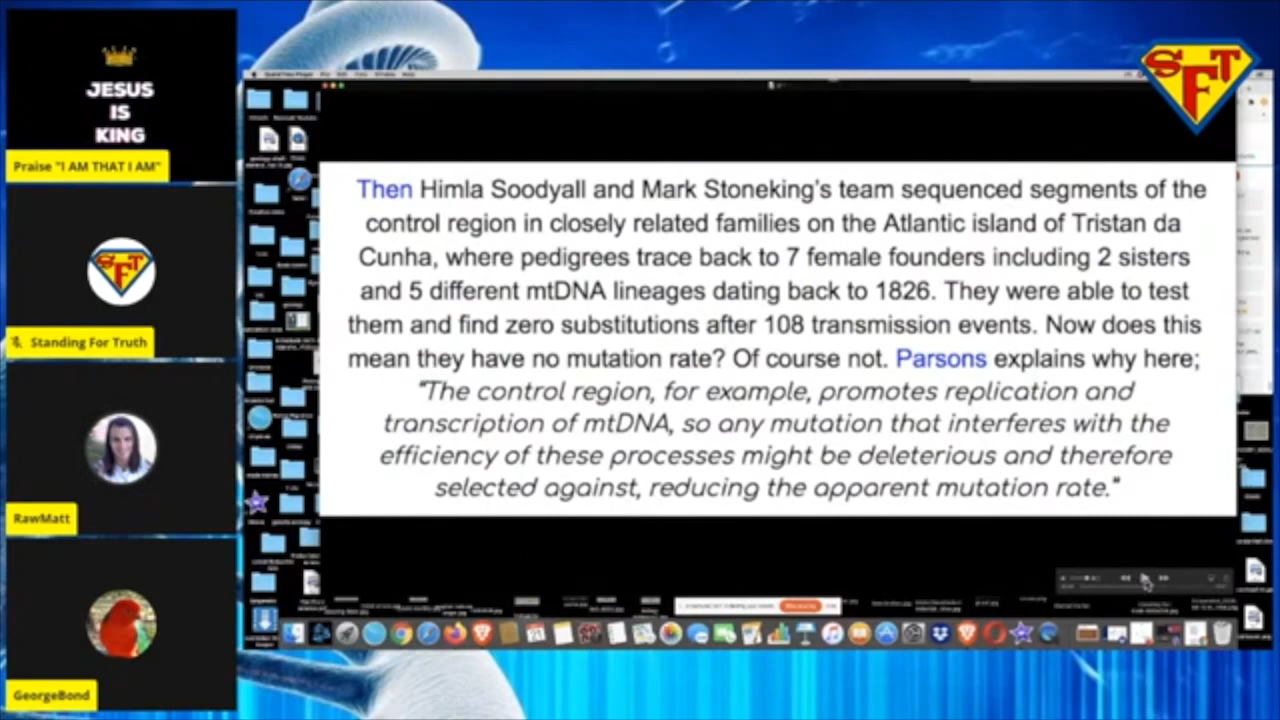 JESUS
IS
KING
Praise "I AM THAT I AM"
SFT
Standing For Truth
RawMatt
GeorgeBond
SFT
Then Himla Soodyall and Mark Stoneking's team sequenced segments of the
control region in closely related families on the Atlantic island of Tristan da
Cunha, where pedigrees trace back to 7 female founders including 2 sisters
and 5 different mtDNA lineages dating back to 1826. They were able to test
them and find zero substitutions after 108 transmission events. Now does this
mean they have no mutation rate? Of course not. Parsons explains why here;
"The control region, for example, promotes replication and
transcription of mtDNA, so any mutation that interferes with the
efficiency of these processes might be deleterious and therefore
selected against, reducing the apparent mutation rate."